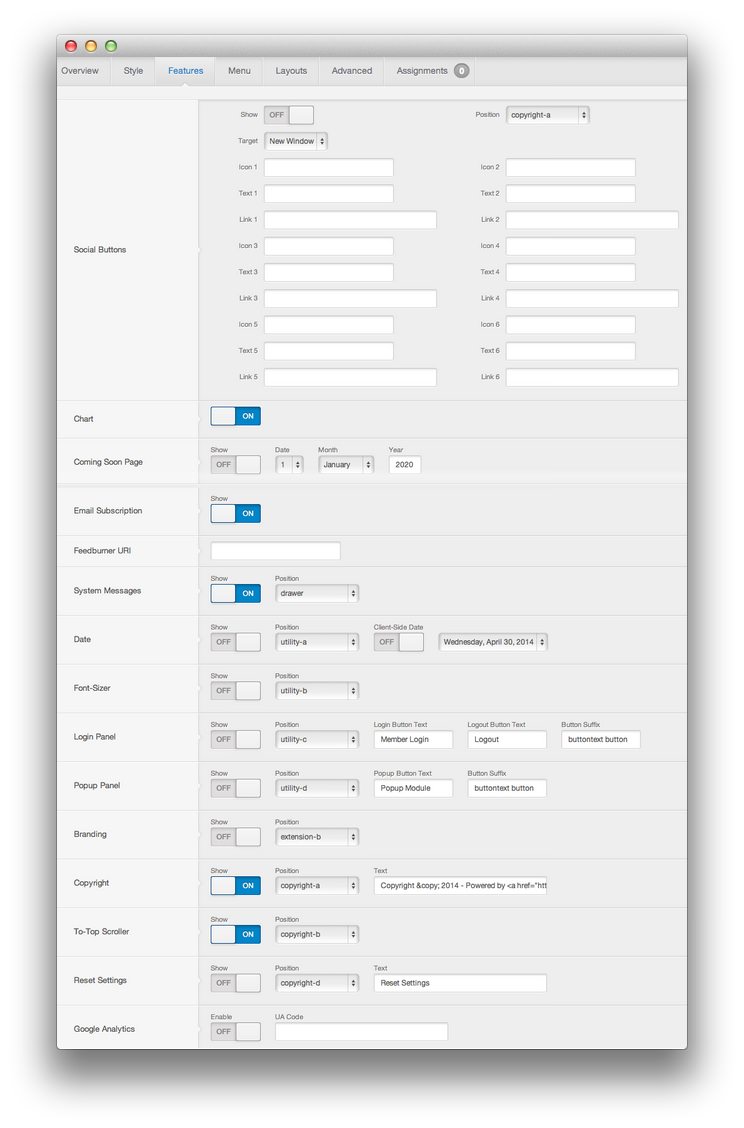 Overview Style Features Menu Layouts Advanced Assignments 0
Social Buttons
Show OFF Position copyright-a
Target New Window
Icon 1 Icon 2
Text 1 Text 2
Link 1 Link 2
Icon 3 Icon 4
Text 3 Text 4
Link 3 Link 4
Icon 5 Icon 6
Text 5 Text 6
Link 5 Link 6
Chart ON
Show Date Month Year
Coming Soon Page OFF 1 January 2020
Show
Email Subscription ON
Feedburner URI
Show Position
System Messages ON drawer
Show Position Client-Side Date
Date OFF utility-a OFF Wednesday, April 30, 2014
Show Position
Font-Sizer OFF utility-b
Show Position Login Button Text Logout Button Text Button Suffix
Login Panel OFF utility-c Member Login Logout buttontext button
Show Position Popup Button Text Button Suffix
Popup Panel OFF utility-d Popup Module buttontext button
Show Position
Branding OFF extension-b
Show Position Text
Copyright ON copyright-a Copyright &copy; 2014 - Powered by <a href="htt
Show Position
To-Top Scroller ON copyright-b
Show Position Text
Reset Settings OFF copyright-d Reset Settings
Enable UA Code
Google Analytics OFF